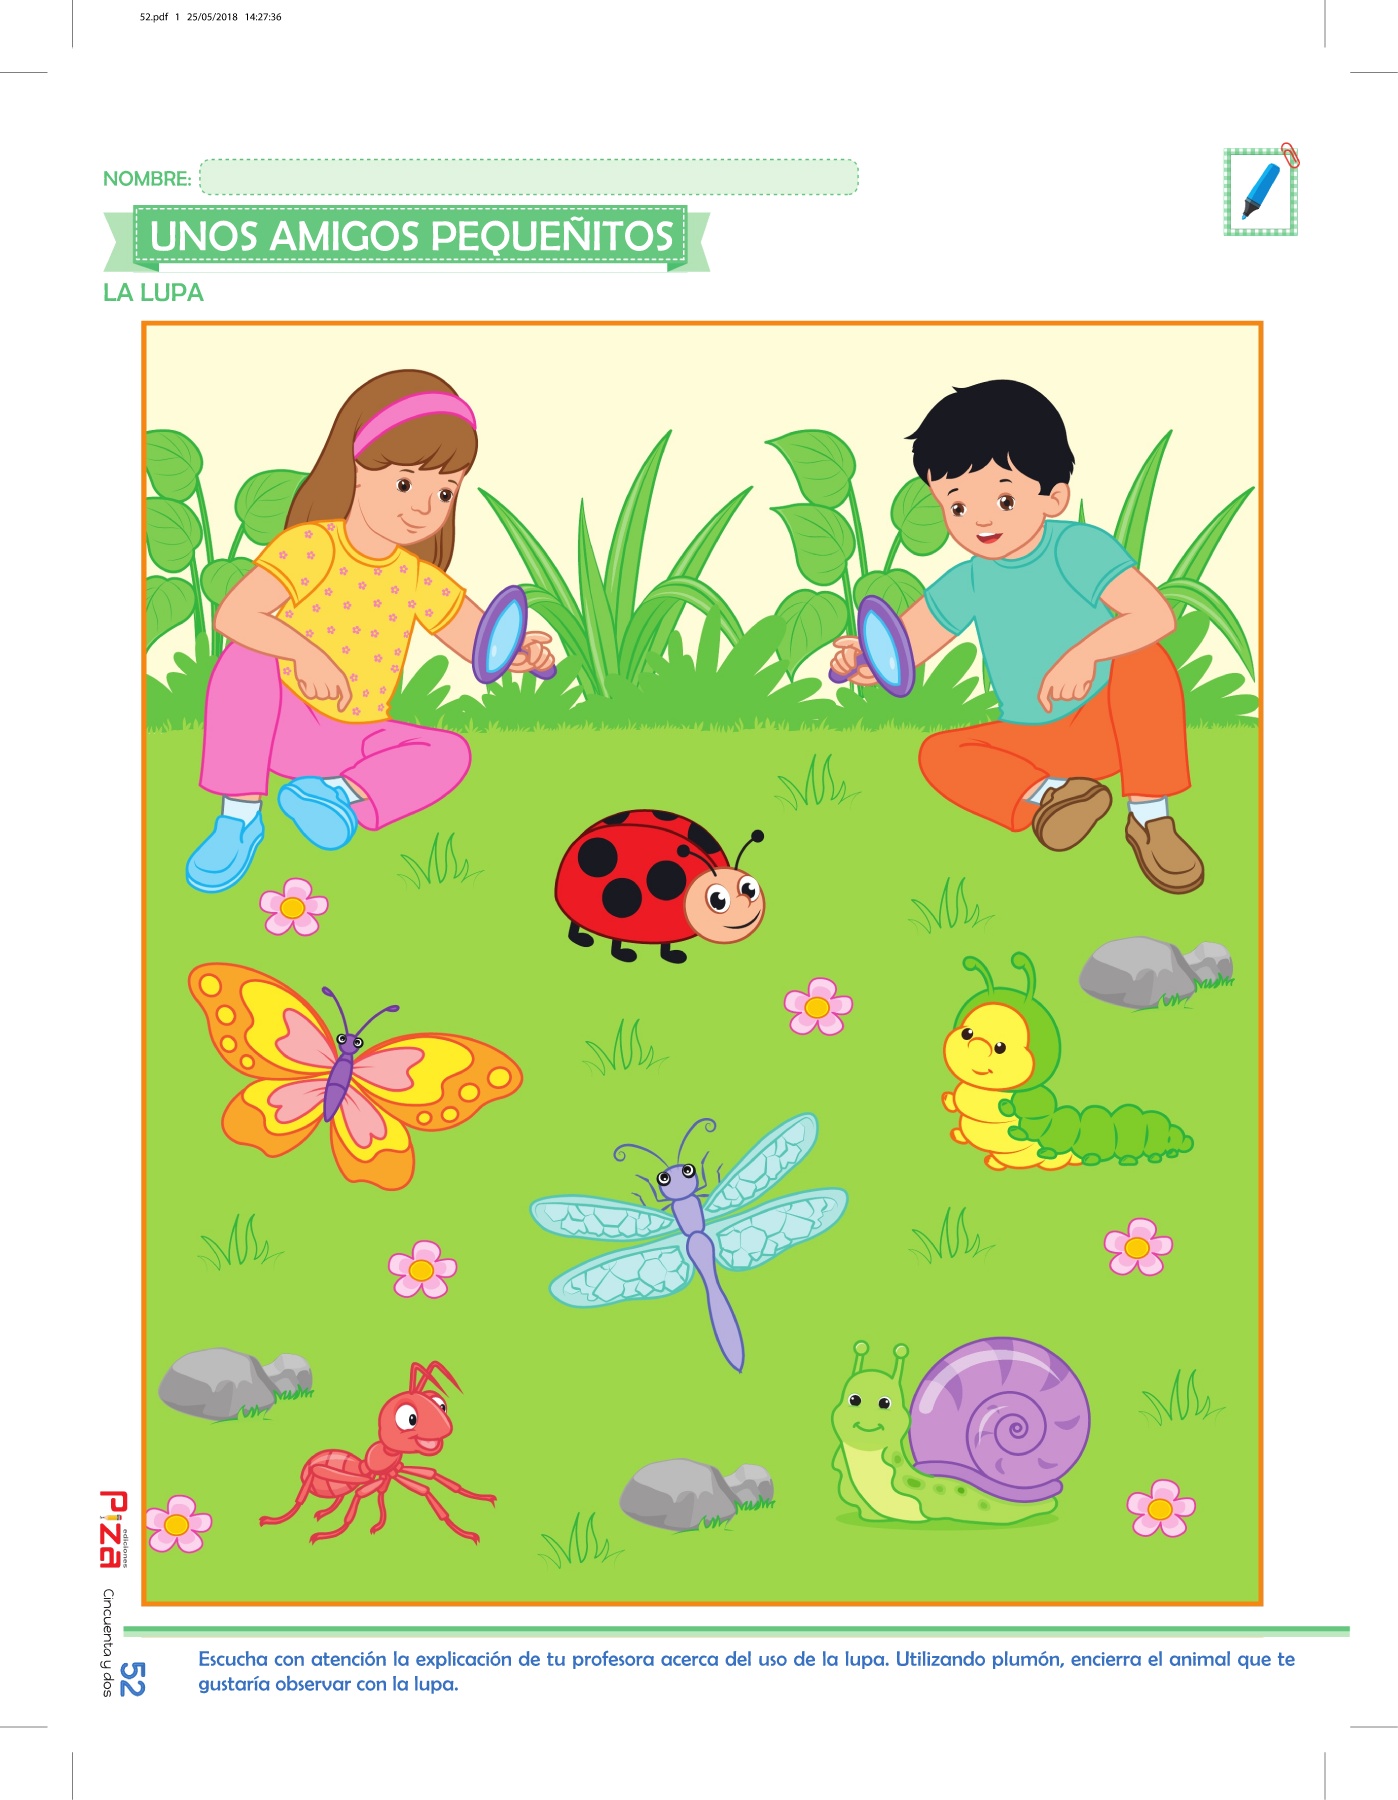 52.pdf 1 25/05/2018 14:27:36
NOMBRE:
UNOS AMIGOS PEQUEÑITOS
LA LUPA
Piza
ediciones
Cincuenta y dos
52
Escucha con atención la explicación de tu profesora acerca del uso de la lupa. Utilizando plumón, encierra el animal que te
gustaría observar con la lupa.